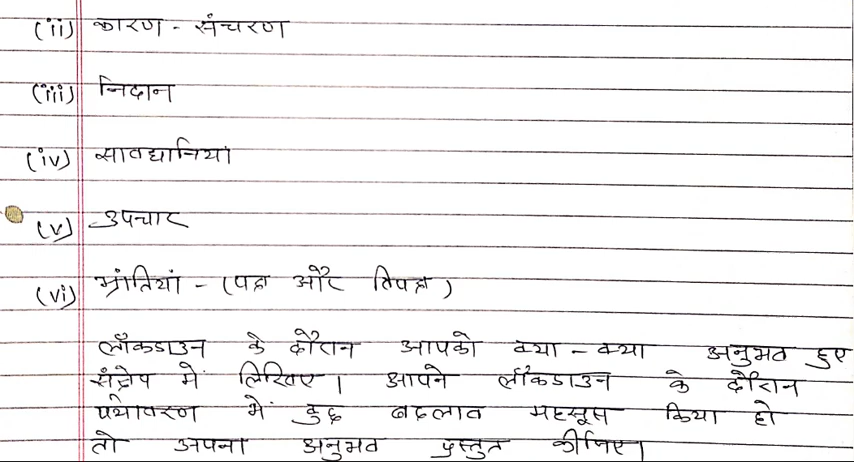 (ii) कारण - संचरण
(iii) निदान
(iv) सावधानियां
(v) उपचार
(vi) भ्रांतियां - (पक्ष और विपक्ष)
लॉकडाउन के दौरान आपको क्या - क्या अनुभव हुए
संक्षेप में लिखिए। आपने लॉकडाउन के दौरान
पर्यावरण में कुछ बदलाव महसूस किया हो
तो अपना अनुभव प्रस्तुत कीजिए।